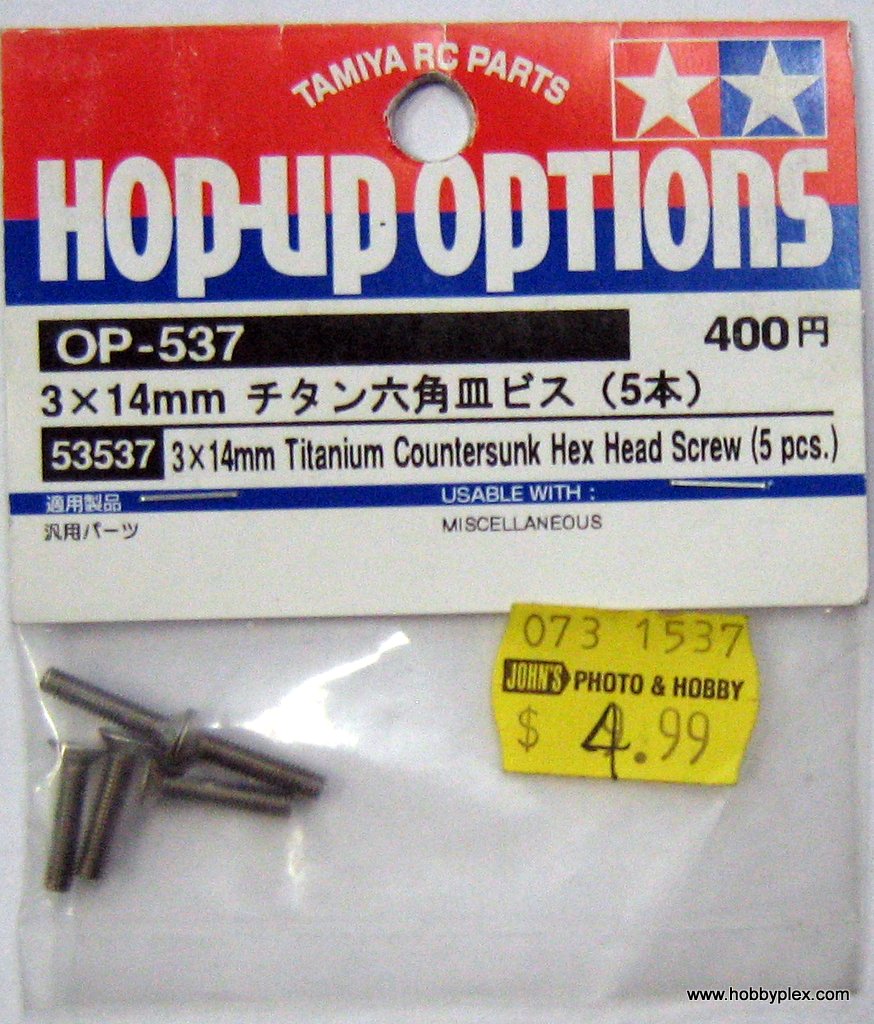 TAMIYA RC PARTS
HOP-UP OPTIONS
OP-537 400円
3×14mm チタン六角皿ビス（5本）
53537 3×14mm Titanium Countersunk Hex Head Screw (5 pcs.)
適用製品 USABLE WITH :
汎用パーツ MISCELLANEOUS
073 1537
JOHN'S PHOTO & HOBBY
$ 4.99
www.hobbyplex.com